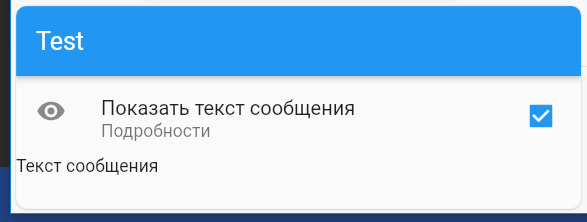 Test
Показать текст сообщения
Подробности
Текст сообщения